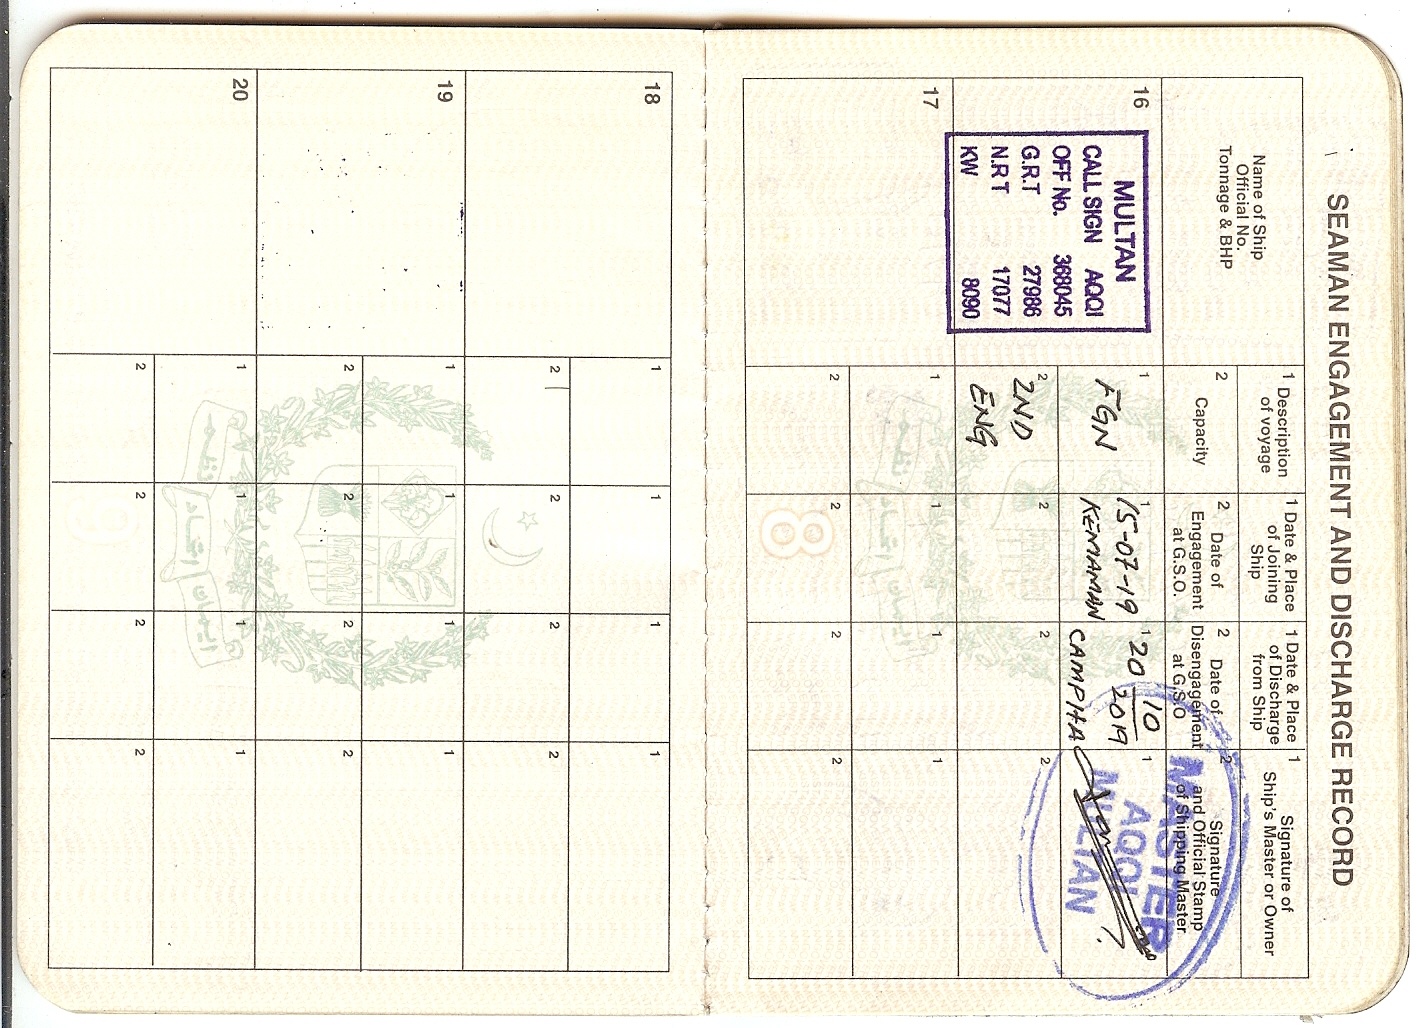 SEAMAN ENGAGEMENT AND DISCHARGE RECORD
Name of Ship
Official No.
Tonnage & BHP
1 Description
of voyage
2
Capacity
1 Date & Place
of Joining
Ship
2 Date of
Engagement
at G.S.O.
1 Date & Place
of Discharge
from Ship
2 Date of
Disengagement
at G.S.O
1
Signature of
Ship's Master or Owner
2
Signature
and Official Stamp
of Shipping Master
16
MULTAN
CALL SIGN AQQI
OFF No. 368045
G.R.T 27986
N.R.T 17077
KW 8090
1
FGN
2
2ND
ENG
1
15-07-19
KEMAMAN
2
1
20 10
2019
CAMPHA
2
1
2
MASTER
AQQI
MULTAN
17
1
2
1
2
1
2
1
2
8
18
1
2
1
2
1
2
1
2
19
1
2
1
2
1
2
1
2
20
1
2
1
2
1
2
1
2
ایمان
اتحاد
تنظیم
9